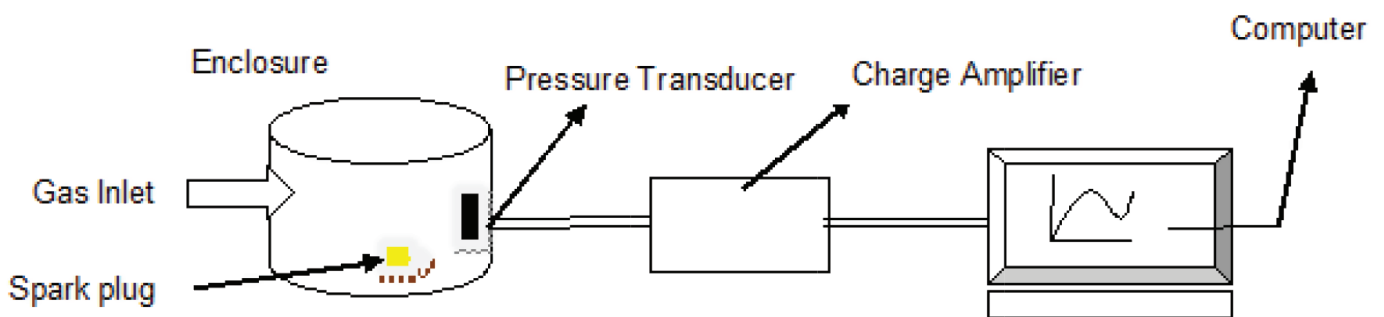 Computer
Enclosure
Pressure Transducer
Charge Amplifier
Gas Inlet
Spark plug